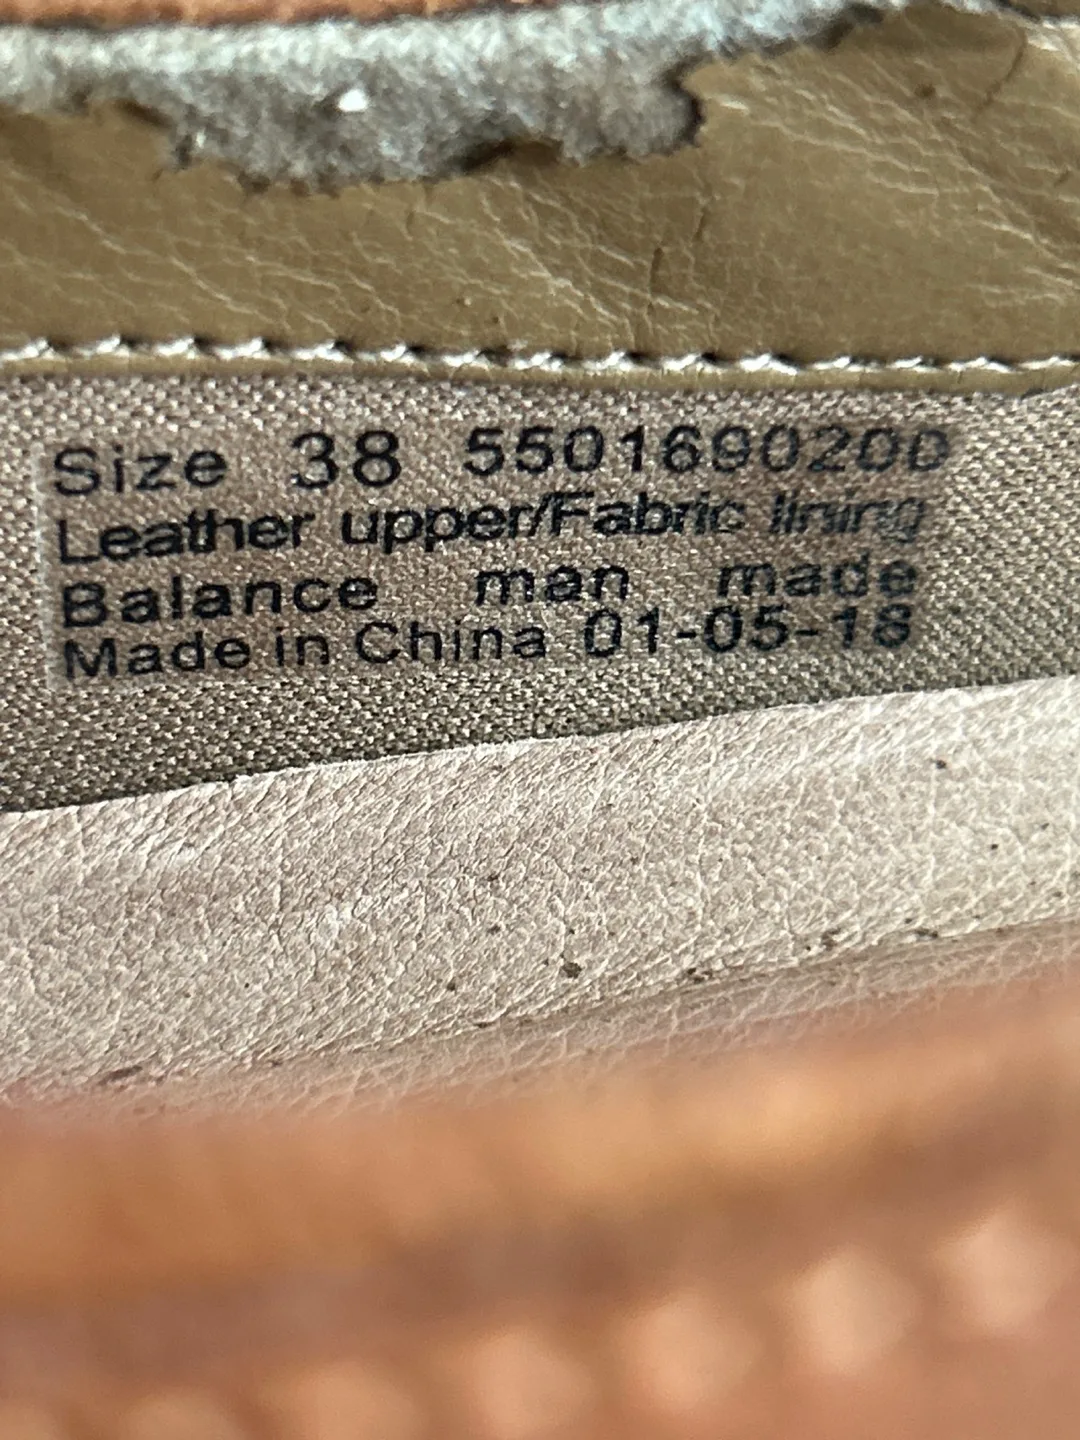 Size 38 5501690200
Leather upper/Fabric lining
Balance man made
Made in China 01-05-18